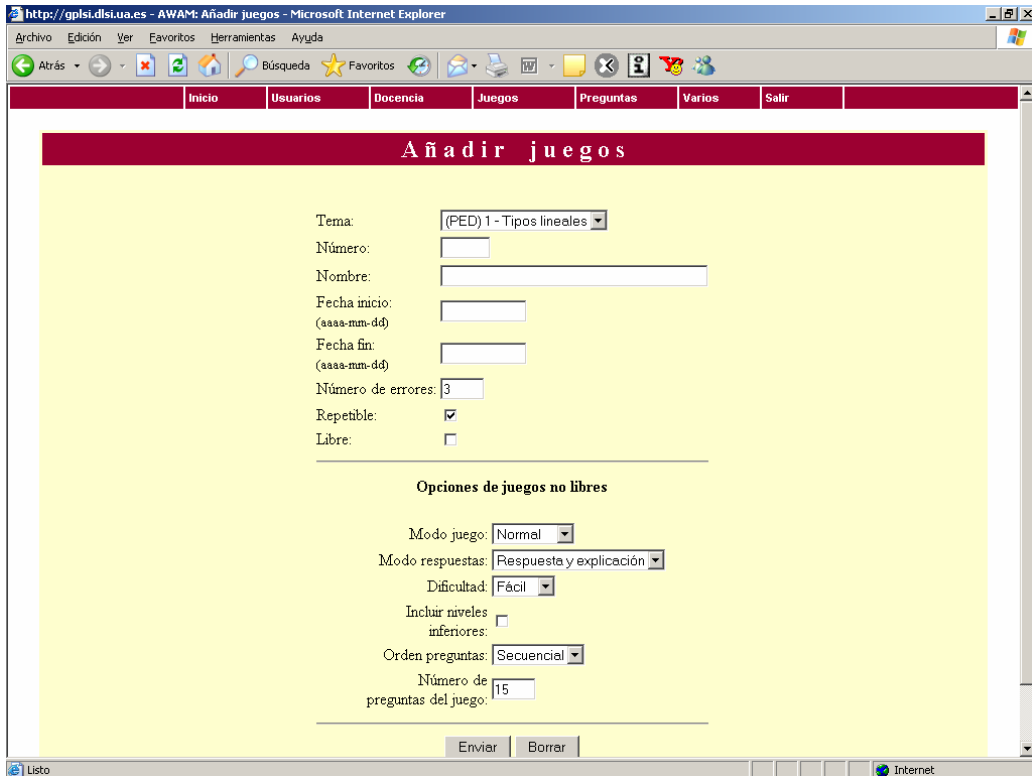 http://gplsi.dlsi.ua.es - AWAM: Añadir juegos - Microsoft Internet Explorer
Archivo Edición Ver Favoritos Herramientas Ayuda
Atrás Búsqueda Favoritos
Inicio Usuarios Docencia Juegos Preguntas Varios Salir
Añadir juegos
Tema: (PED) 1 - Tipos lineales
Número:
Nombre:
Fecha inicio:
(aaaa-mm-dd)
Fecha fin:
(aaaa-mm-dd)
Número de errores: 3
Repetible:
Libre:
Opciones de juegos no libres
Modo juego: Normal
Modo respuestas: Respuesta y explicación
Dificultad: Fácil
Incluir niveles
inferiores:
Orden preguntas: Secuencial
Número de
preguntas del juego: 15
Enviar Borrar
Listo Internet